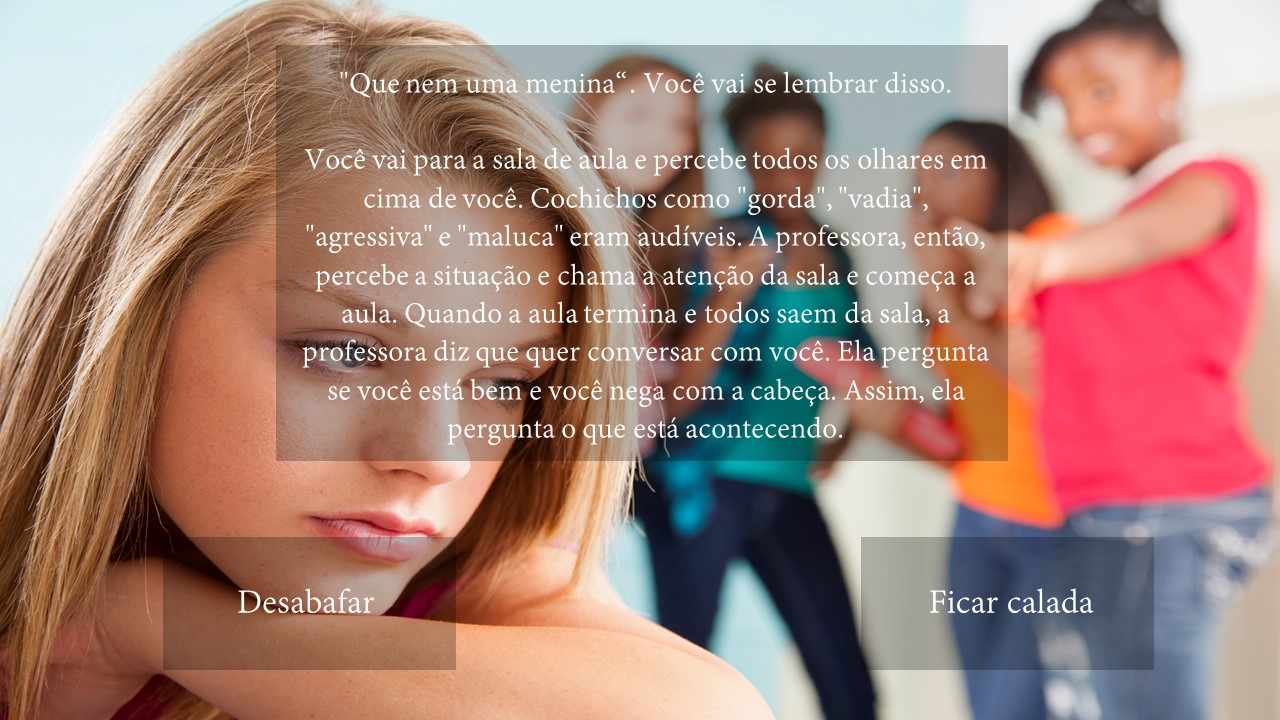 "Que nem uma menina“. Você vai se lembrar disso.
Você vai para a sala de aula e percebe todos os olhares em
cima de você. Cochichos como "gorda", "vadia",
"agressiva" e "maluca" eram audíveis. A professora, então,
percebe a situação e chama a atenção da sala e começa a
aula. Quando a aula termina e todos saem da sala, a
professora diz que quer conversar com você. Ela pergunta
se você está bem e você nega com a cabeça. Assim, ela
pergunta o que está acontecendo.
Desabafar
Ficar calada